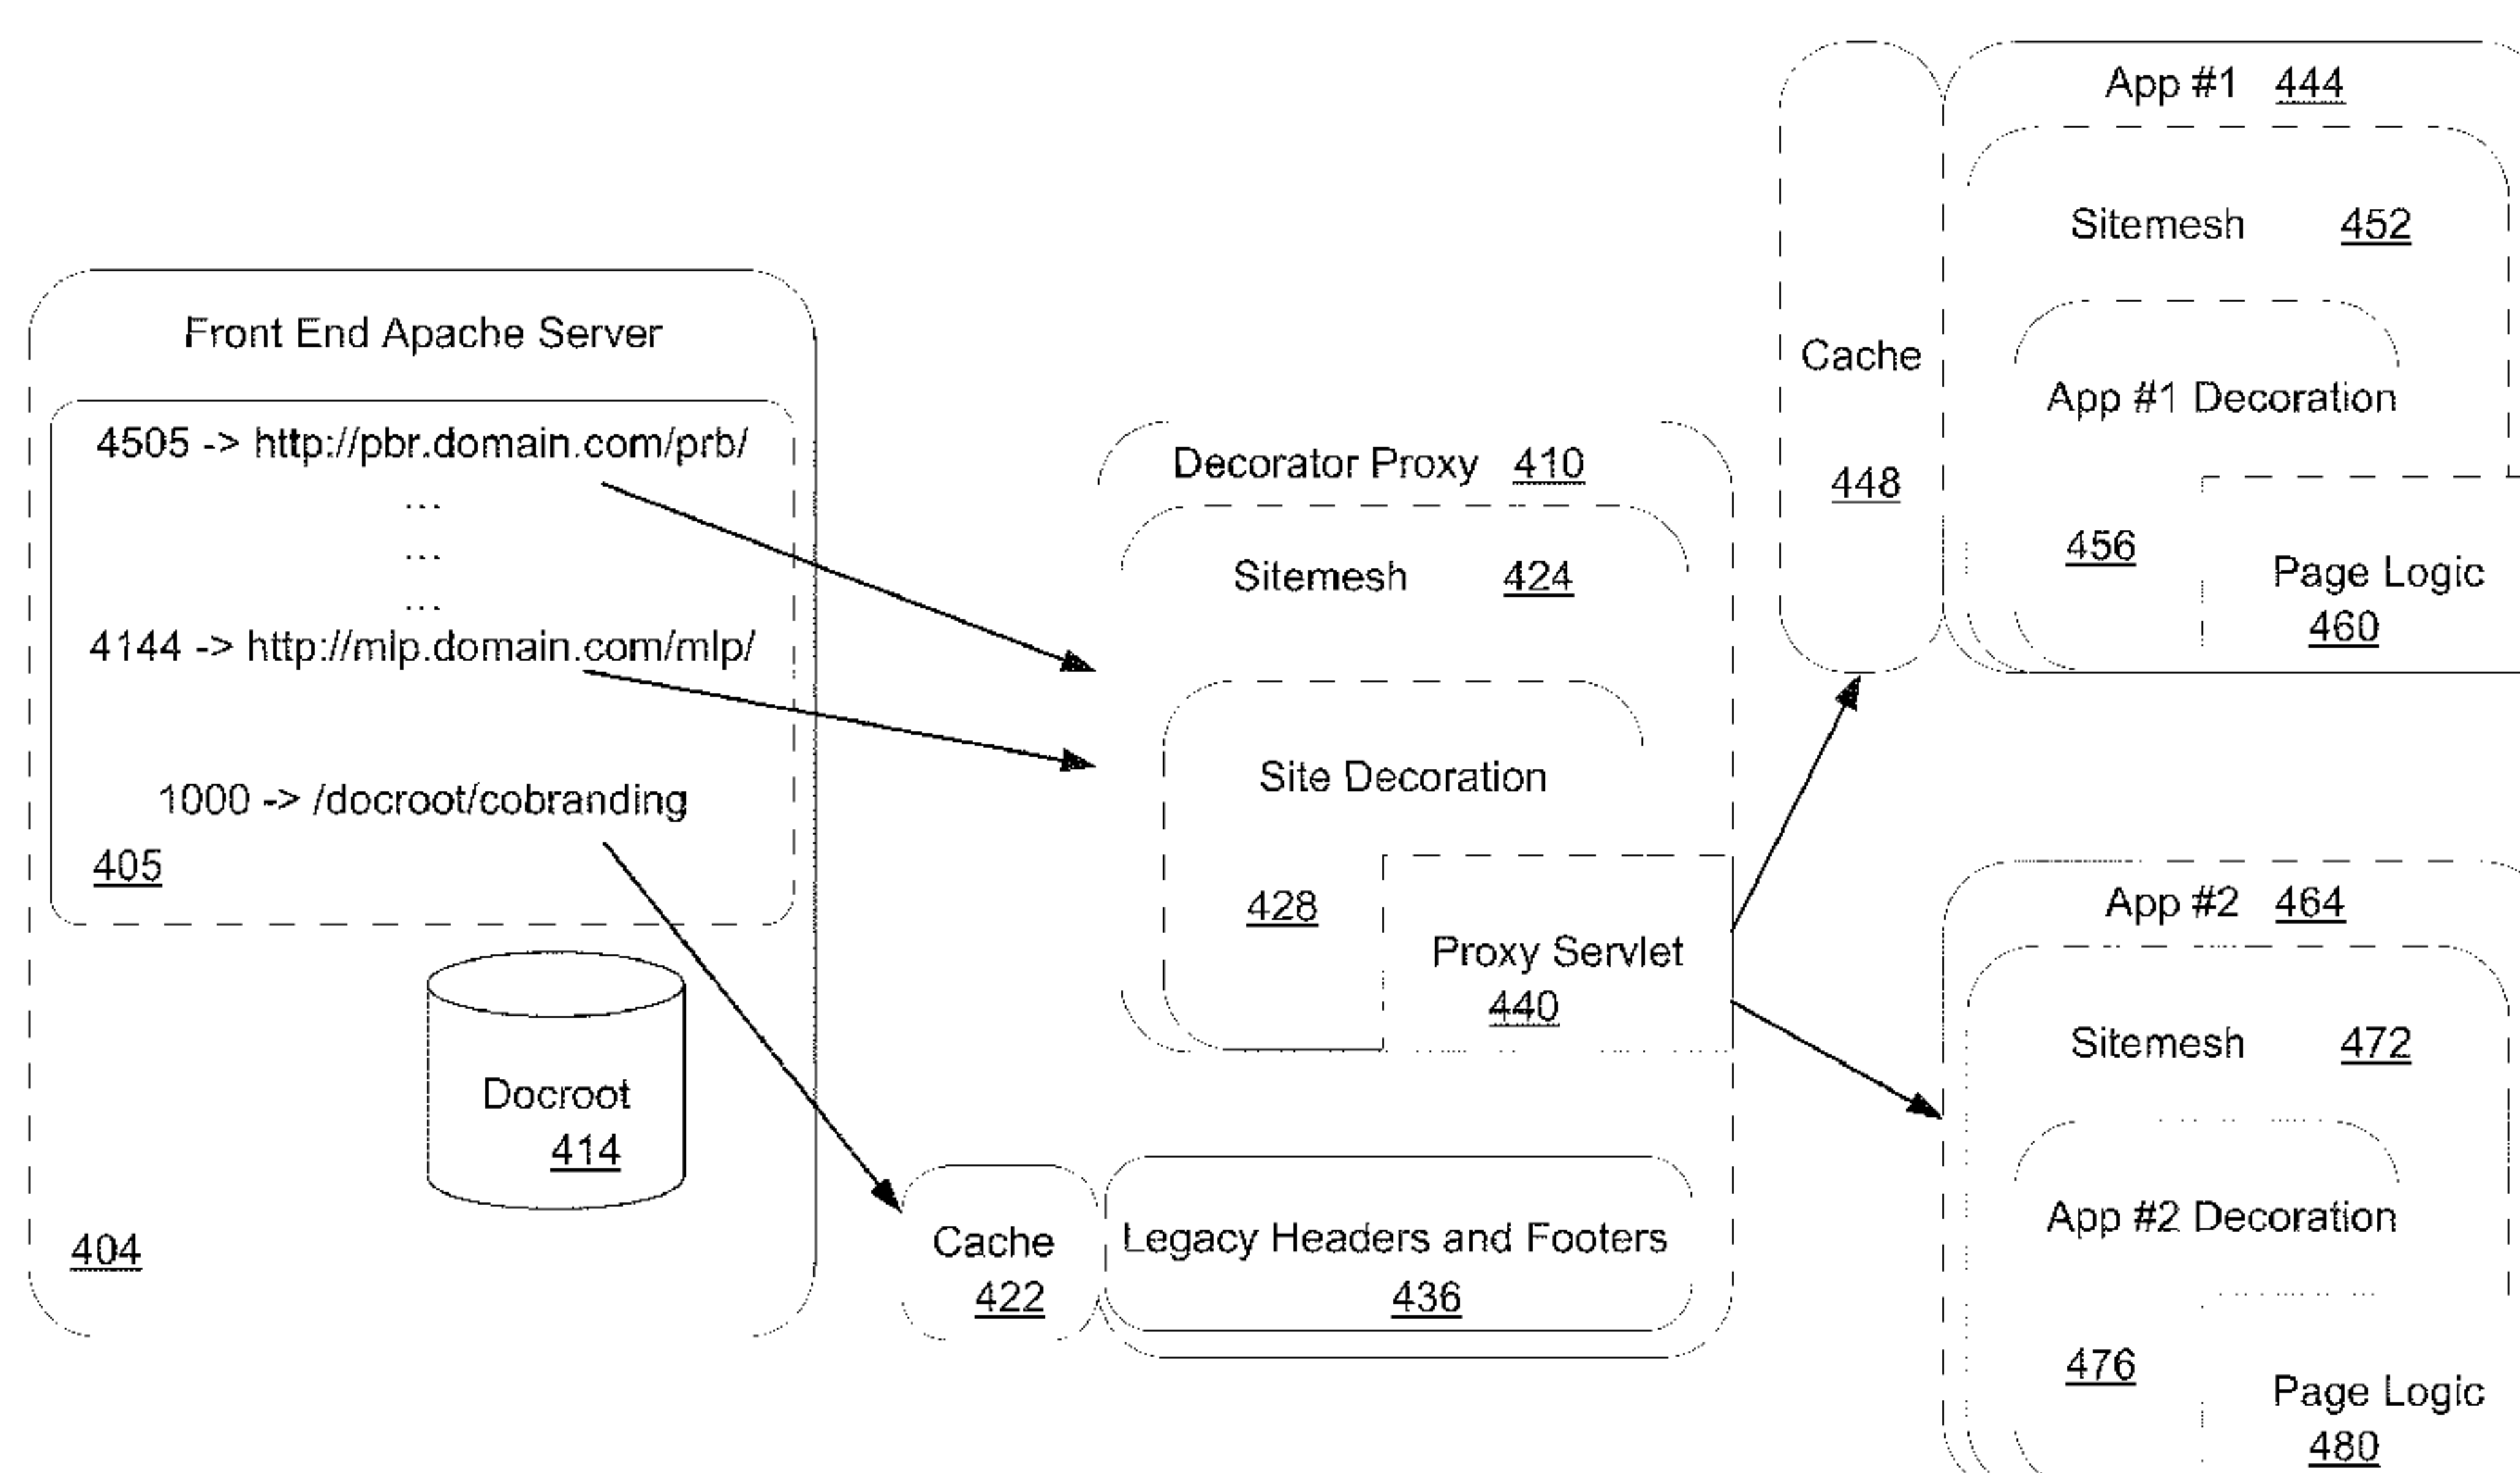 Front End Apache Server
4505 -> http://pbr.domain.com/prb/
...
...
...
4144 -> http://mlp.domain.com/mlp/
1000 -> /docroot/cobranding
405
Docroot
414
404
Decorator Proxy 410
Sitemesh 424
Site Decoration
428
Proxy Servlet
440
Cache
422
Legacy Headers and Footers
436
Cache
448
App #1 444
Sitemesh 452
App #1 Decoration
456
Page Logic
460
App #2 464
Sitemesh 472
App #2 Decoration
476
Page Logic
480